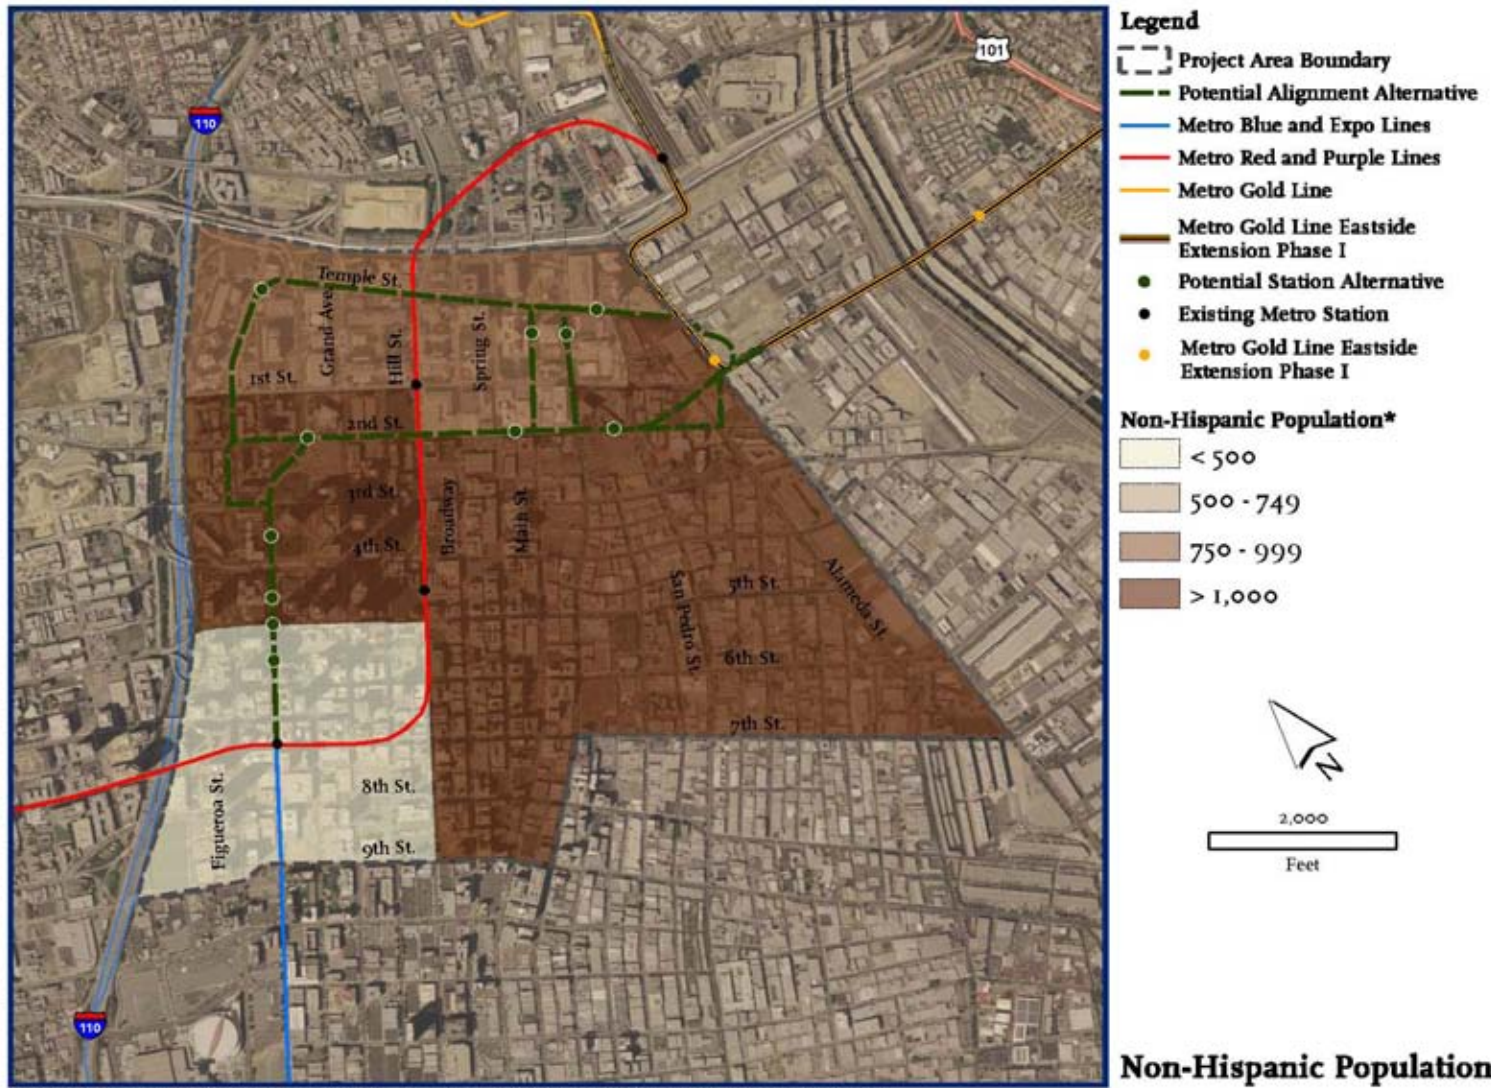 110
101
Temple St.
Grand Ave.
Hill St.
Spring St.
1st St.
2nd St.
3rd St.
Broadway
Main St.
4th St.
5th St.
San Pedro St.
Alameda St.
6th St.
7th St.
8th St.
Figueroa St.
9th St.
110
Legend
Project Area Boundary
Potential Alignment Alternative
Metro Blue and Expo Lines
Metro Red and Purple Lines
Metro Gold Line
Metro Gold Line Eastside
Extension Phase I
Potential Station Alternative
Existing Metro Station
Metro Gold Line Eastside
Extension Phase I
Non-Hispanic Population*
< 500
500 - 749
750 - 999
> 1,000
N
2,000
Feet
Non-Hispanic Population